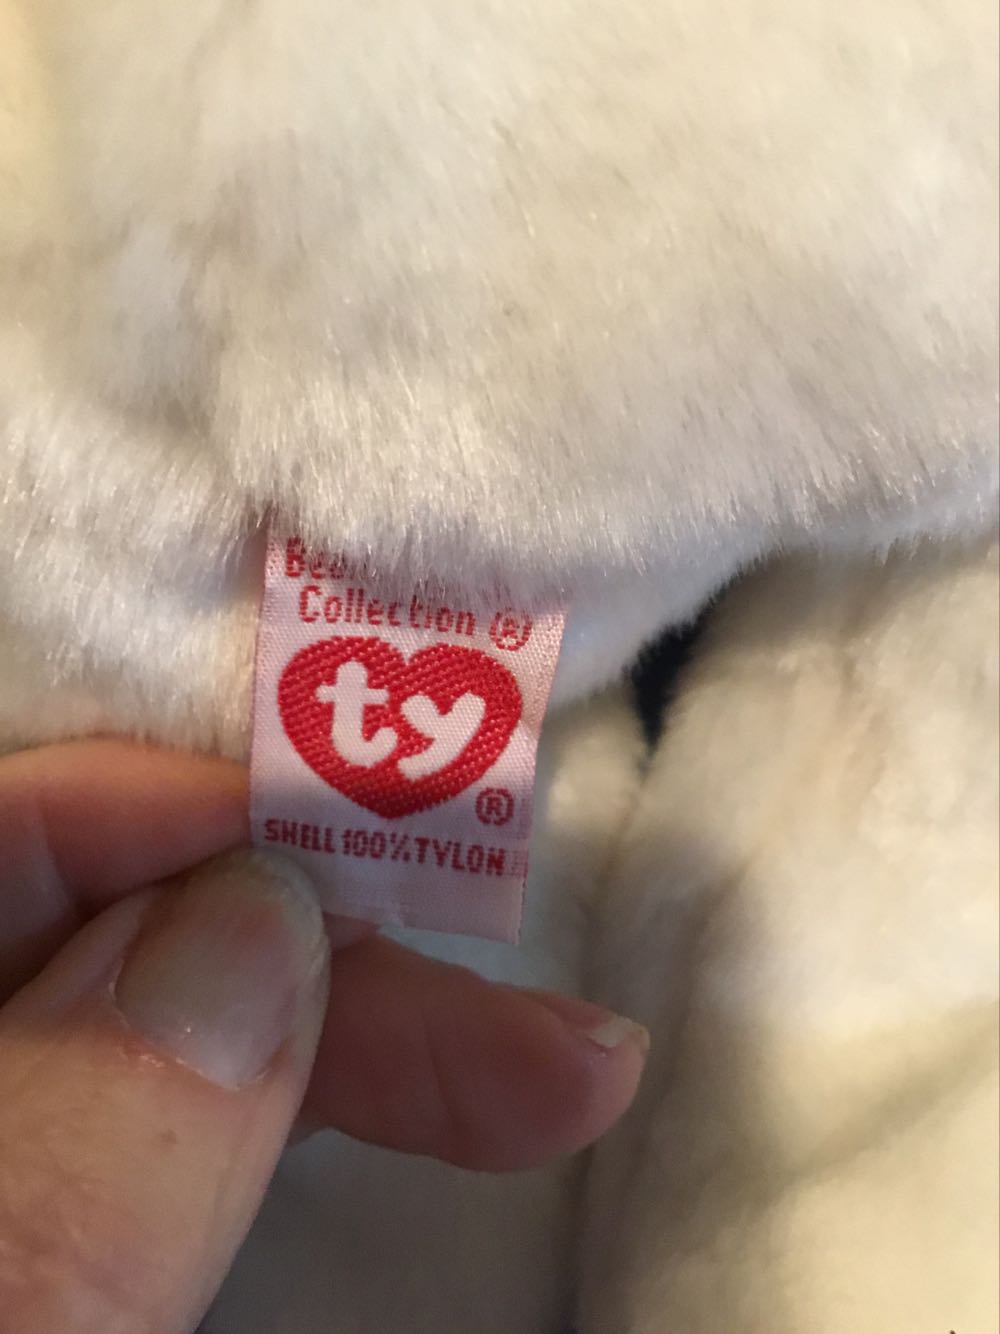 Collection ®
ty
®
SHELL 100% TYLON